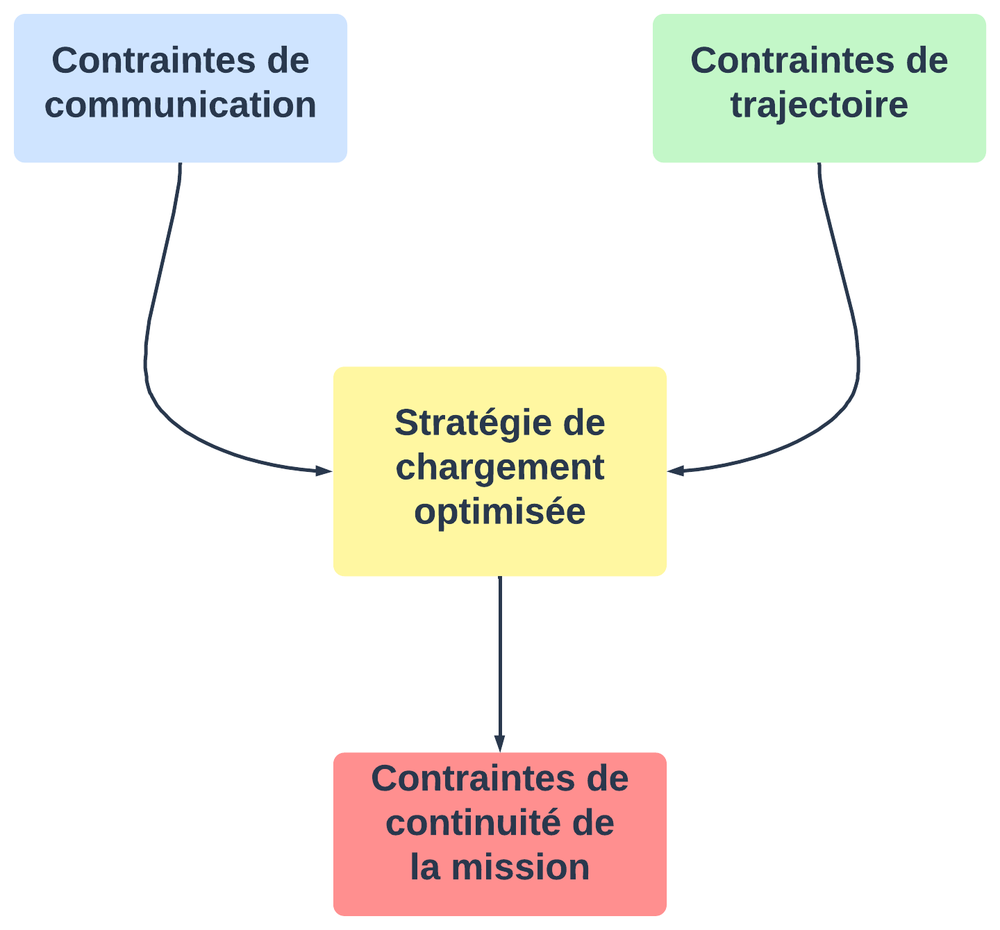 Contraintes de
communication
Contraintes de
trajectoire
Stratégie de
chargement
optimisée
Contraintes de
continuité de
la mission